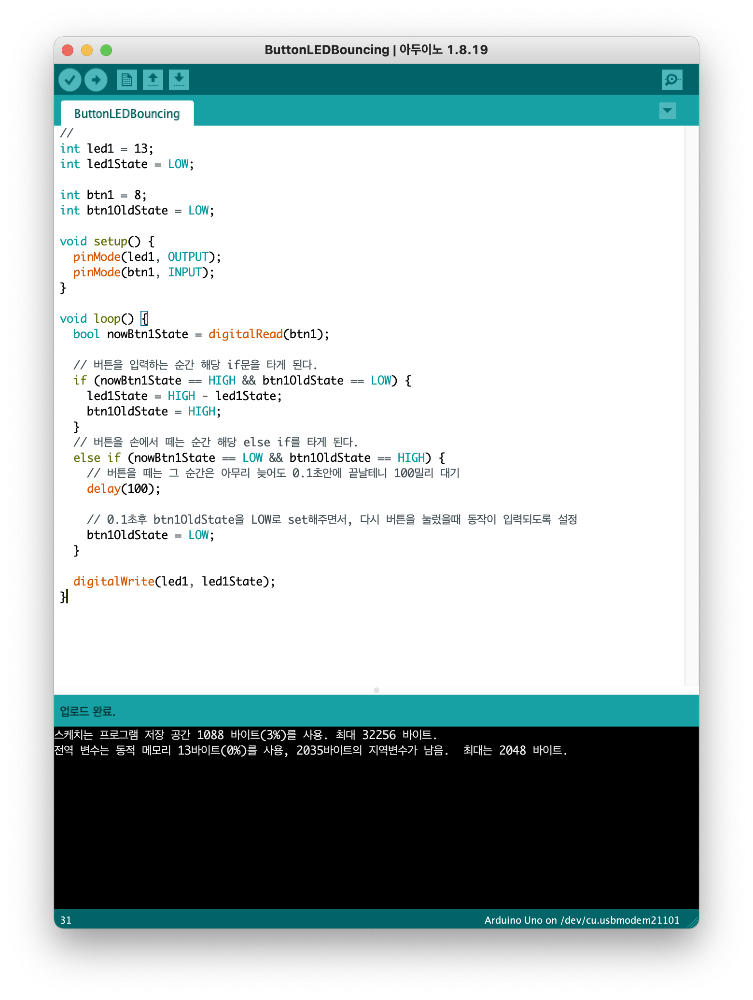 ButtonLEDBouncing | 아두이노 1.8.19
ButtonLEDBouncing
//
int led1 = 13;
int led1State = LOW;
int btn1 = 8;
int btn1OldState = LOW;
void setup() {
  pinMode(led1, OUTPUT);
  pinMode(btn1, INPUT);
}
void loop() {
  bool nowBtn1State = digitalRead(btn1);
  // 버튼을 입력하는 순간 해당 if문을 타게 된다.
  if (nowBtn1State == HIGH && btn1OldState == LOW) {
    led1State = HIGH - led1State;
    btn1OldState = HIGH;
  }
  // 버튼을 손에서 떼는 순간 해당 else if를 타게 된다.
  else if (nowBtn1State == LOW && btn1OldState == HIGH) {
    // 버튼을 떼는 그 순간은 아무리 늦어도 0.1초안에 끝날테니 100밀리 대기
    delay(100);
    // 0.1초후 btn1OldState을 LOW로 set해주면서, 다시 버튼을 눌렀을때 동작이 입력되도록 설정
    btn1OldState = LOW;
  }
  digitalWrite(led1, led1State);
}
업로드 완료.
스케치는 프로그램 저장 공간 1088 바이트(3%)를 사용. 최대 32256 바이트.
전역 변수는 동적 메모리 13바이트(0%)를 사용, 2035바이트의 지역변수가 남음.  최대는 2048 바이트.
31
Arduino Uno on /dev/cu.usbmodem21101